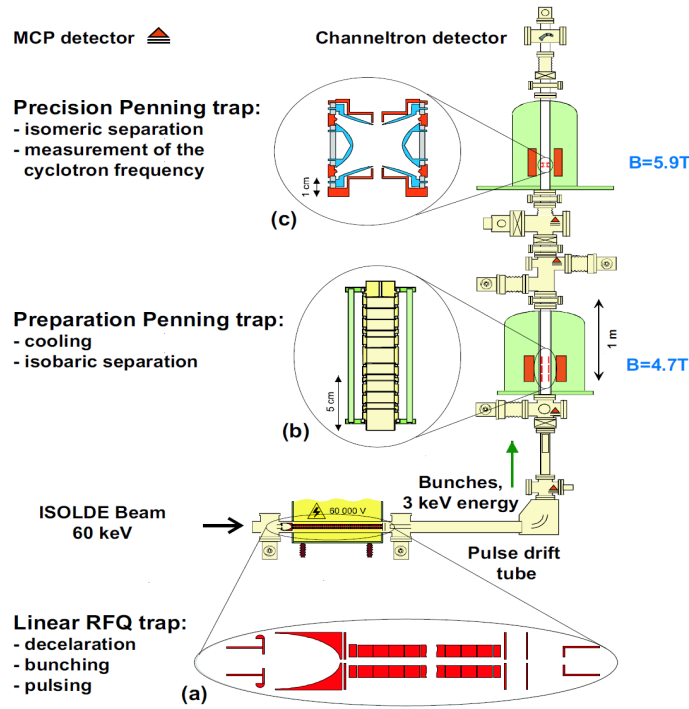 MCP detector
Channeltron detector
Precision Penning trap:
- isomeric separation
- measurement of the
cyclotron frequency
1 cm
(c)
B=5.9T
Preparation Penning trap:
- cooling
- isobaric separation
5 cm
(b)
1 m
B=4.7T
Bunches,
3 keV energy
ISOLDE Beam
60 keV
60 000 V
Pulse drift
tube
Linear RFQ trap:
- decelaration
- bunching
- pulsing
(a)